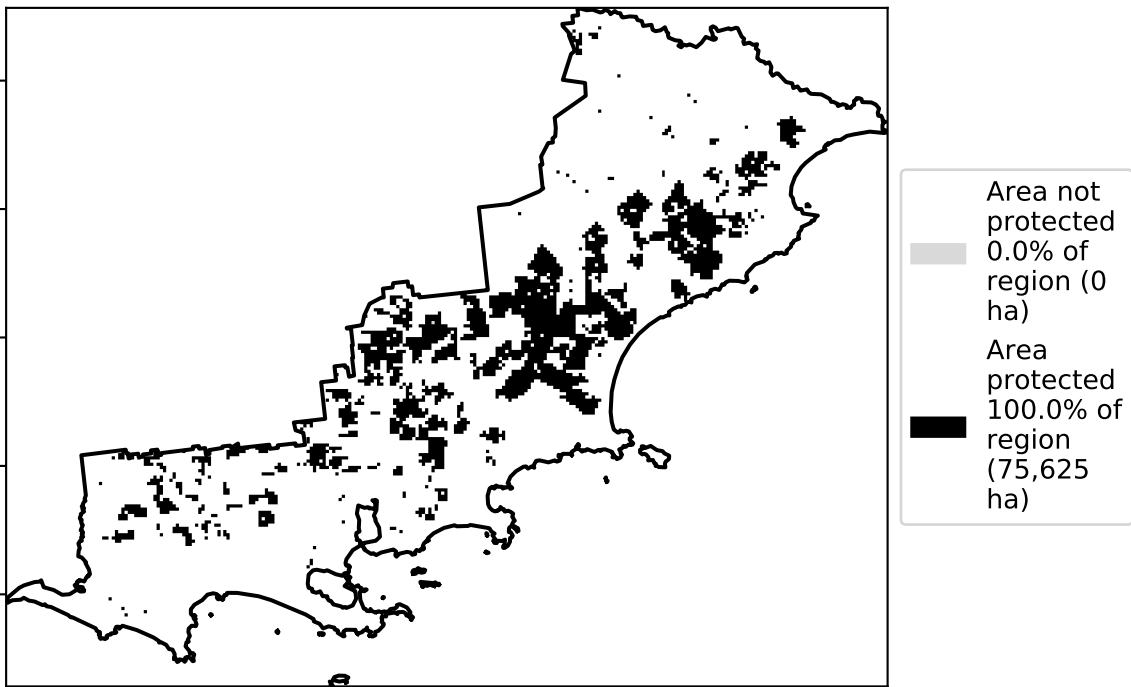 Area not
protected
0.0% of
region (0
ha)
Area
protected
100.0% of
region
(75,625
ha)